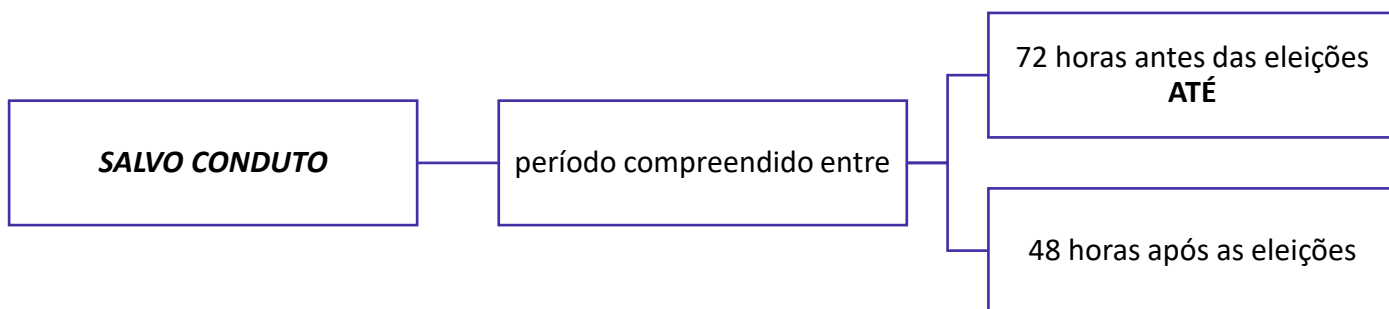 SALVO CONDUTO
período compreendido entre
72 horas antes das eleições
ATÉ
48 horas após as eleições